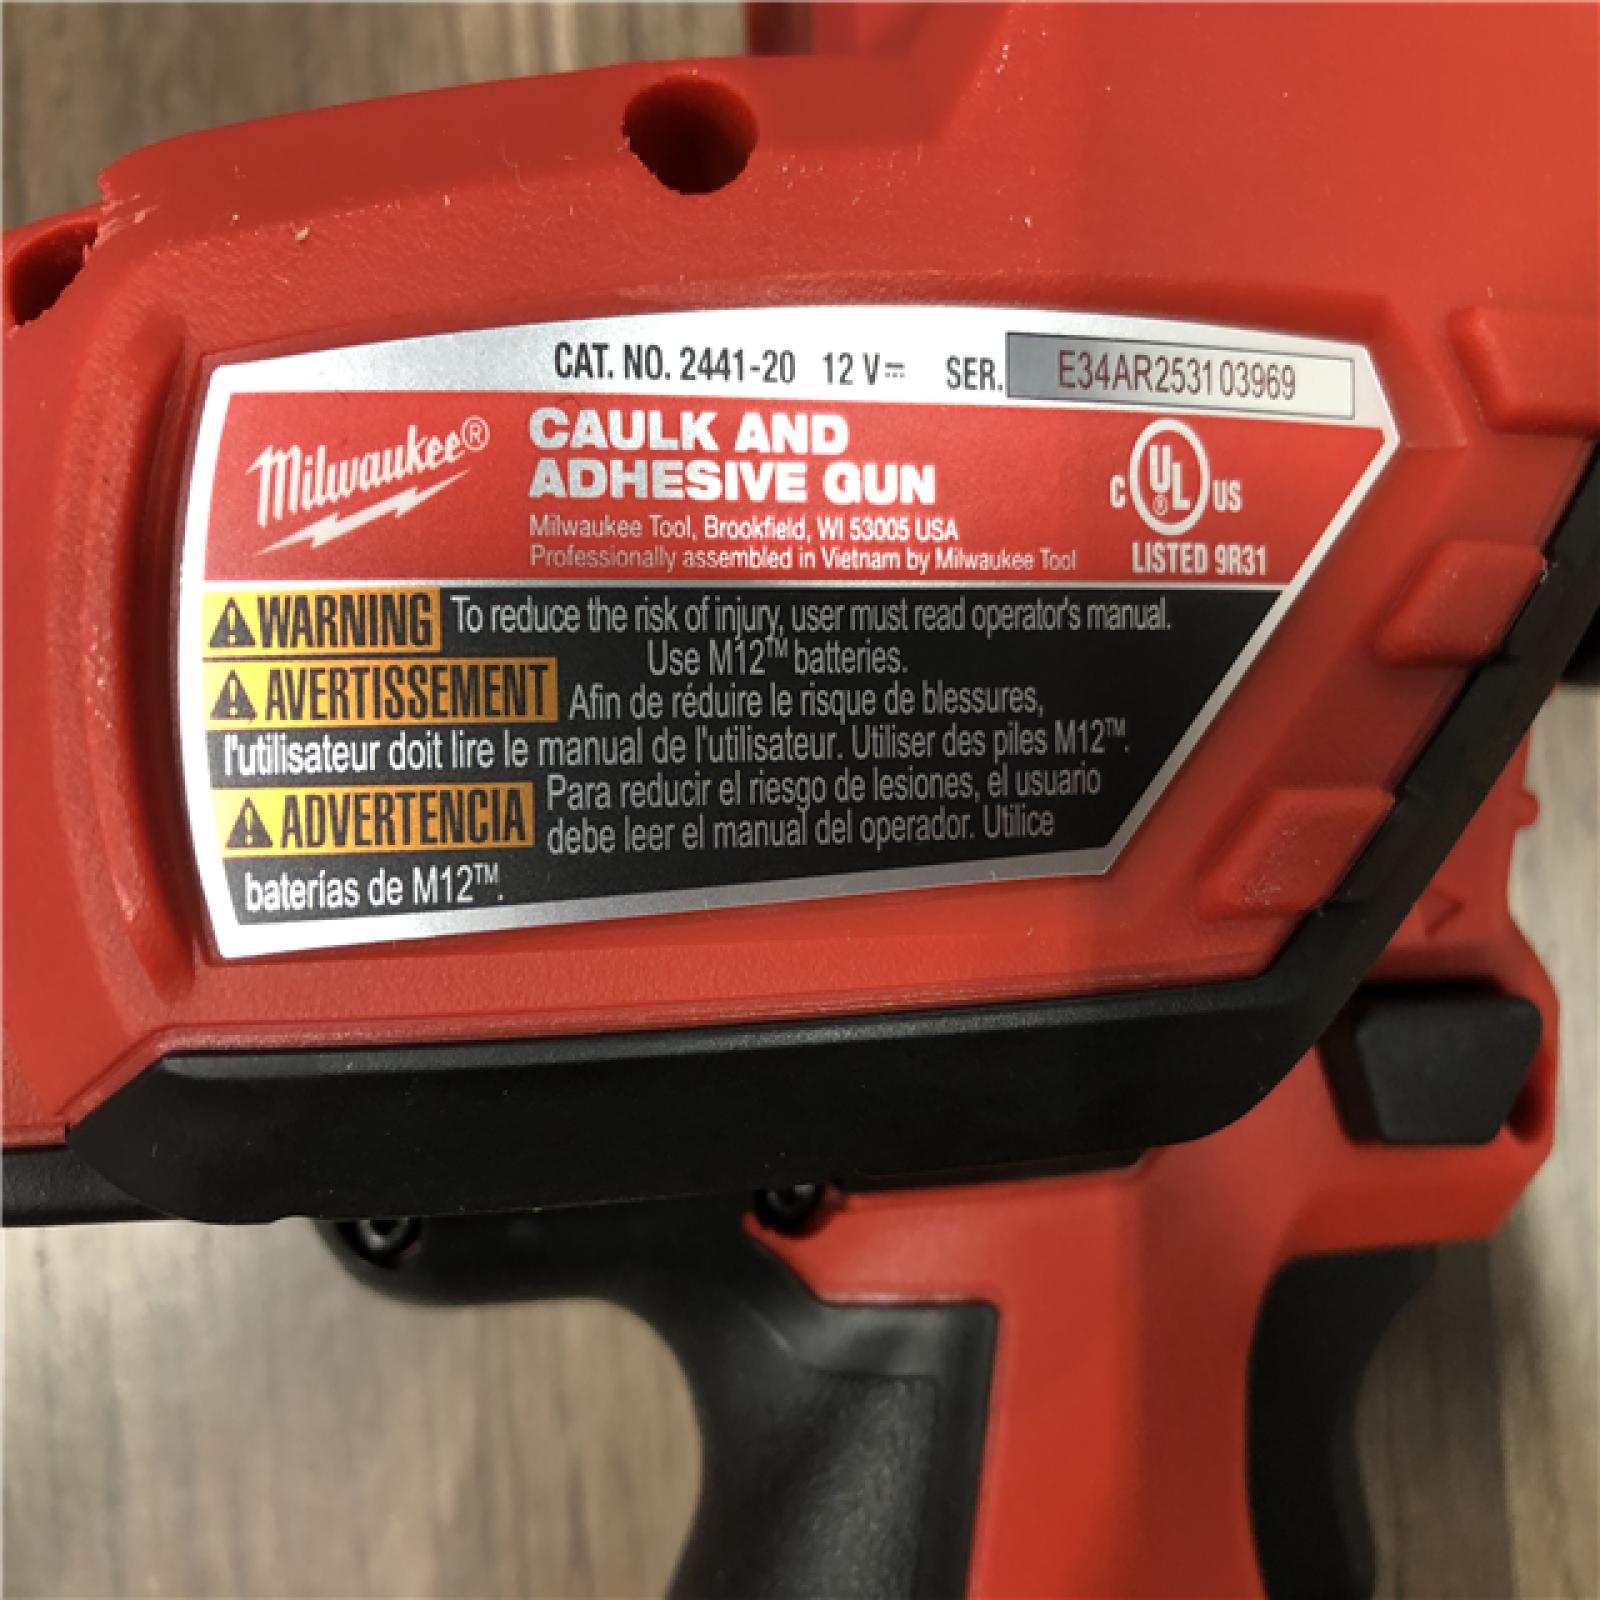 CAT. NO. 2441-20 12 V⎓ SER. E34AR253103969
Milwaukee®
CAULK AND
ADHESIVE GUN
Milwaukee Tool, Brookfield, WI 53005 USA
Professionally assembled in Vietnam by Milwaukee Tool
C UL® US
LISTED 9R31
⚠WARNING To reduce the risk of injury, user must read operator's manual.
Use M12™ batteries.
⚠AVERTISSEMENT Afin de réduire le risque de blessures,
l'utilisateur doit lire le manual de l'utilisateur. Utiliser des piles M12™.
⚠ADVERTENCIA Para reducir el riesgo de lesiones, el usuario
debe leer el manual del operador. Utilice
baterías de M12™.